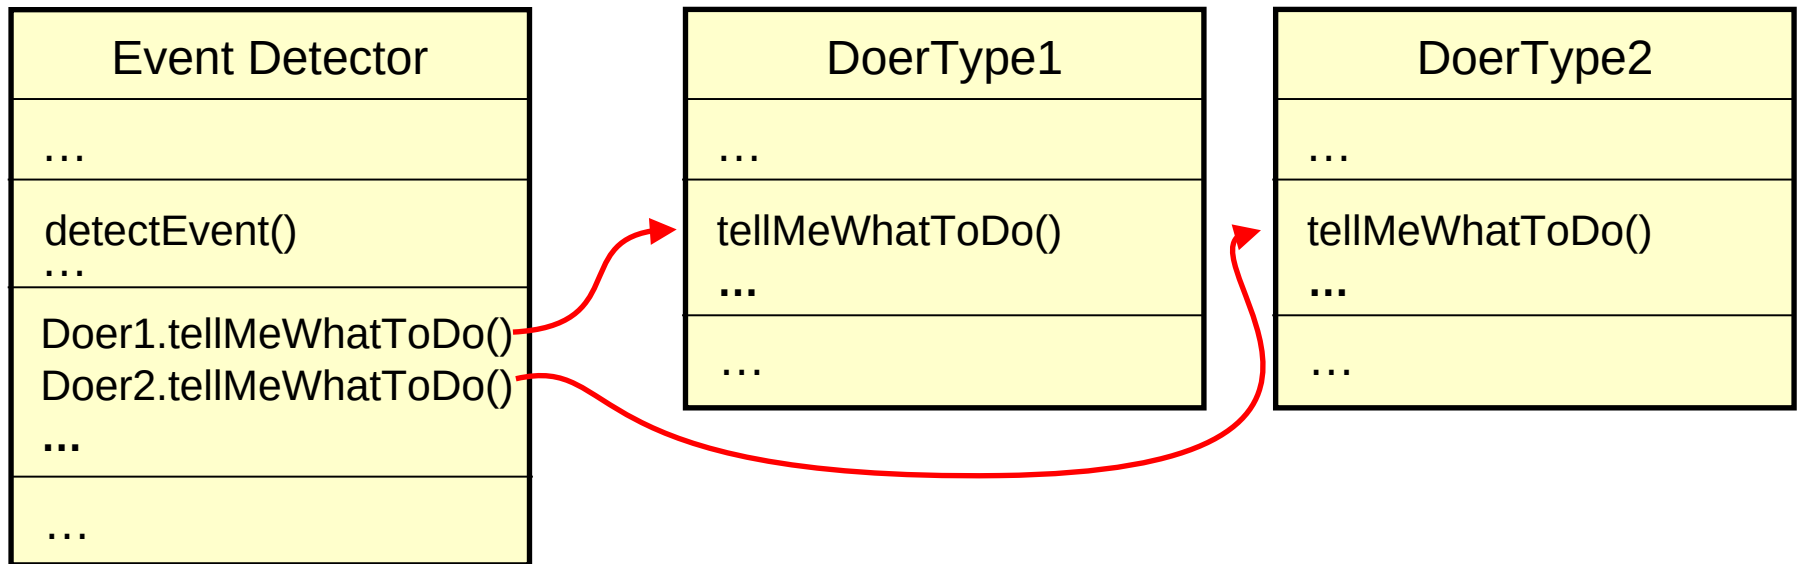 Event Detector
…
detectEvent()
…
Doer1.tellMeWhatToDo()
Doer2.tellMeWhatToDo()
...
…
DoerType1
…
tellMeWhatToDo()
...
…
DoerType2
…
tellMeWhatToDo()
...
…